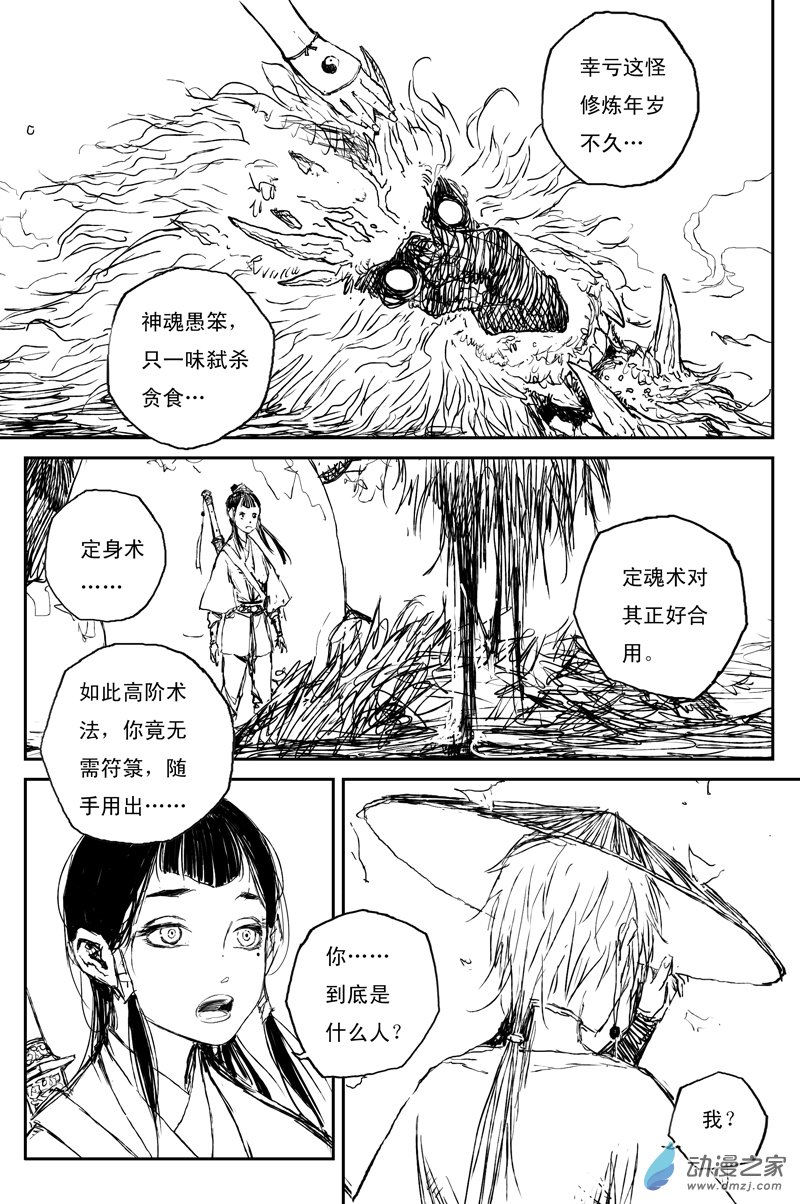 幸亏这怪
修炼年岁
不久…
神魂愚笨，
只一味弑杀
贪食…
定魂术对
其正好合
用。
定身术
……
如此高阶术
法，你竟无
需符箓，随
手用出……
你……
到底是
什么人？
我？
动漫之家
www.dmzj.com